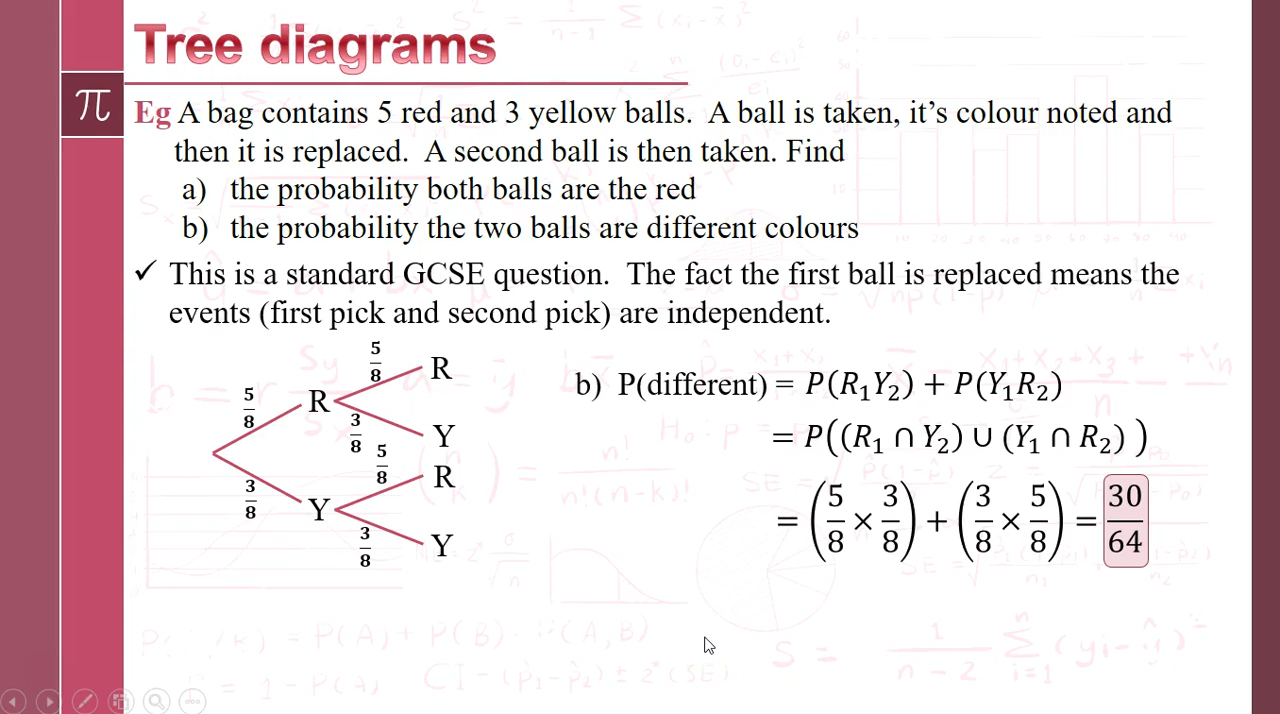 Tree diagrams
π
Eg A bag contains 5 red and 3 yellow balls. A ball is taken, it's colour noted and
then it is replaced. A second ball is then taken. Find
a) the probability both balls are the red
b) the probability the two balls are different colours
✓ This is a standard GCSE question. The fact the first ball is replaced means the
events (first pick and second pick) are independent.
5/8 R
5/8 R
3/8 Y
3/8 Y
5/8 R
3/8 Y
b) P(different) = P(R₁Y₂) + P(Y₁R₂)
= P((R₁ ∩ Y₂) ∪ (Y₁ ∩ R₂))
= (5/8 × 3/8) + (3/8 × 5/8) = 30/64